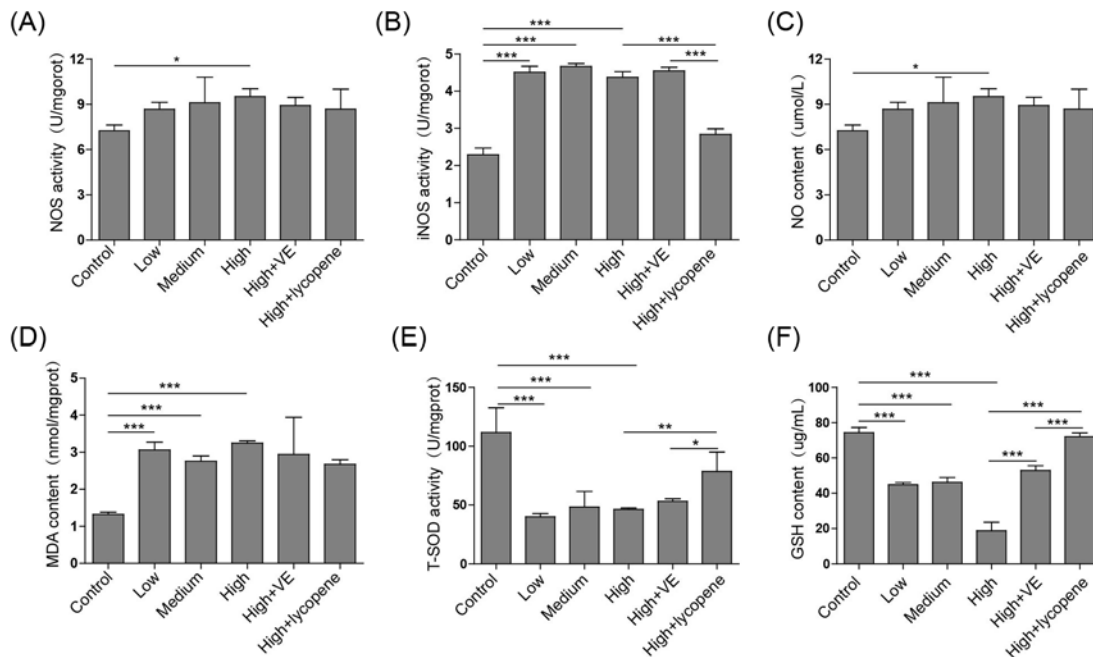 (A)
NOS activity (U/mgorot)
12
9
6
3
0
*
Control
Low
Medium
High
High+VE
High+lycopene
(B)
iNOS activity (U/mgorot)
5
4
3
2
1
0
***
***
***
***
***
Control
Low
Medium
High
High+VE
High+lycopene
(C)
NO content (umol/L)
12
9
6
3
0
*
Control
Low
Medium
High
High+VE
High+lycopene
(D)
MDA content (nmol/mgprot)
5
4
3
2
1
0
***
***
***
Control
Low
Medium
High
High+VE
High+lycopene
(E)
T-SOD activity (U/mgprot)
150
100
50
0
***
***
***
**
*
Control
Low
Medium
High
High+VE
High+lycopene
(F)
GSH content (ug/mL)
100
80
60
40
20
0
***
***
***
***
***
***
Control
Low
Medium
High
High+VE
High+lycopene